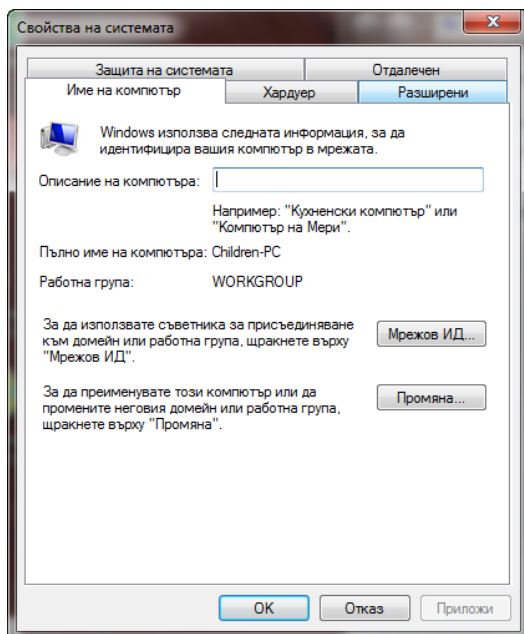 Свойства на системата
Защита на системата
Отдалечен
Име на компютър
Хардуер
Разширени
Windows използва следната информация, за да
идентифицира вашия компютър в мрежата.
Описание на компютъра:
Например: "Кухненски компютър" или
"Компютър на Мери".
Пълно име на компютъра: Children-PC
Работна група: WORKGROUP
За да използвате съветника за присъединяване
към домейн или работна група, щракнете върху
"Мрежов ИД".
Мрежов ИД...
За да преименувате този компютър или да
промените неговия домейн или работна група,
щракнете върху "Промяна".
Промяна...
OK
Отказ
Приложи